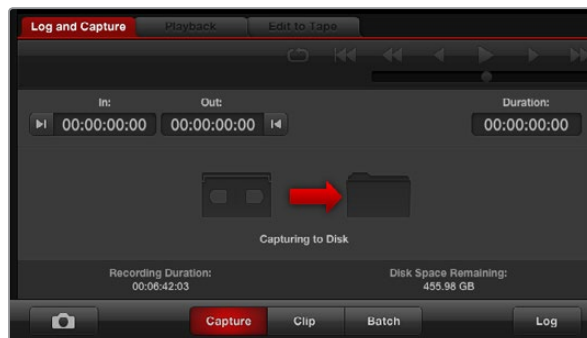 Log and Capture Playback Edit to Tape
In: Out: Duration:
00:00:00:00 00:00:00:00 00:00:00:00
Capturing to Disk
Recording Duration: Disk Space Remaining:
00:06:42:03 455.98 GB
Capture Clip Batch Log